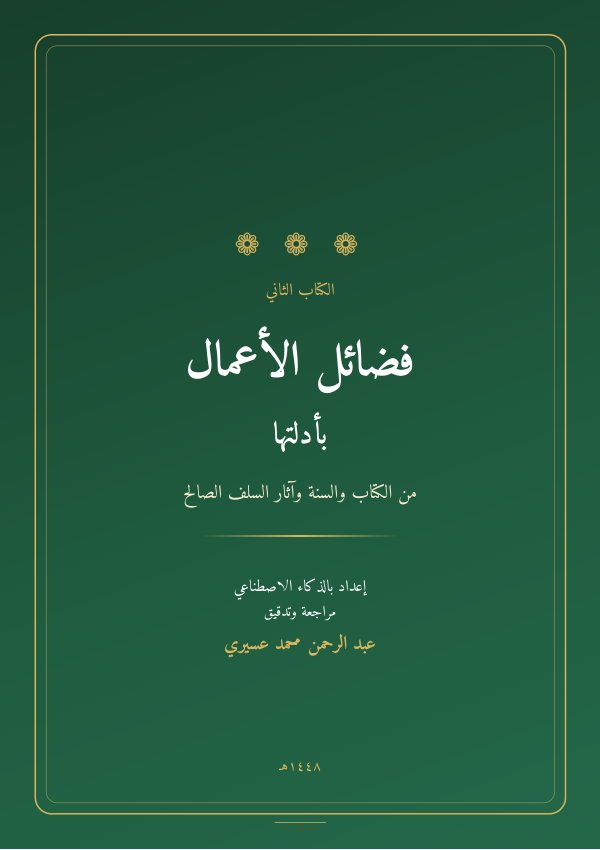 الكتاب الثاني
فضائل الأعمال
بأدلتها
من الكتاب والسنة وآثار السلف الصالح
إعداد بالذكاء الاصطناعي
مراجعة وتدقيق
عبد الرحمن محمد عسيري
١٤٤٨هـ